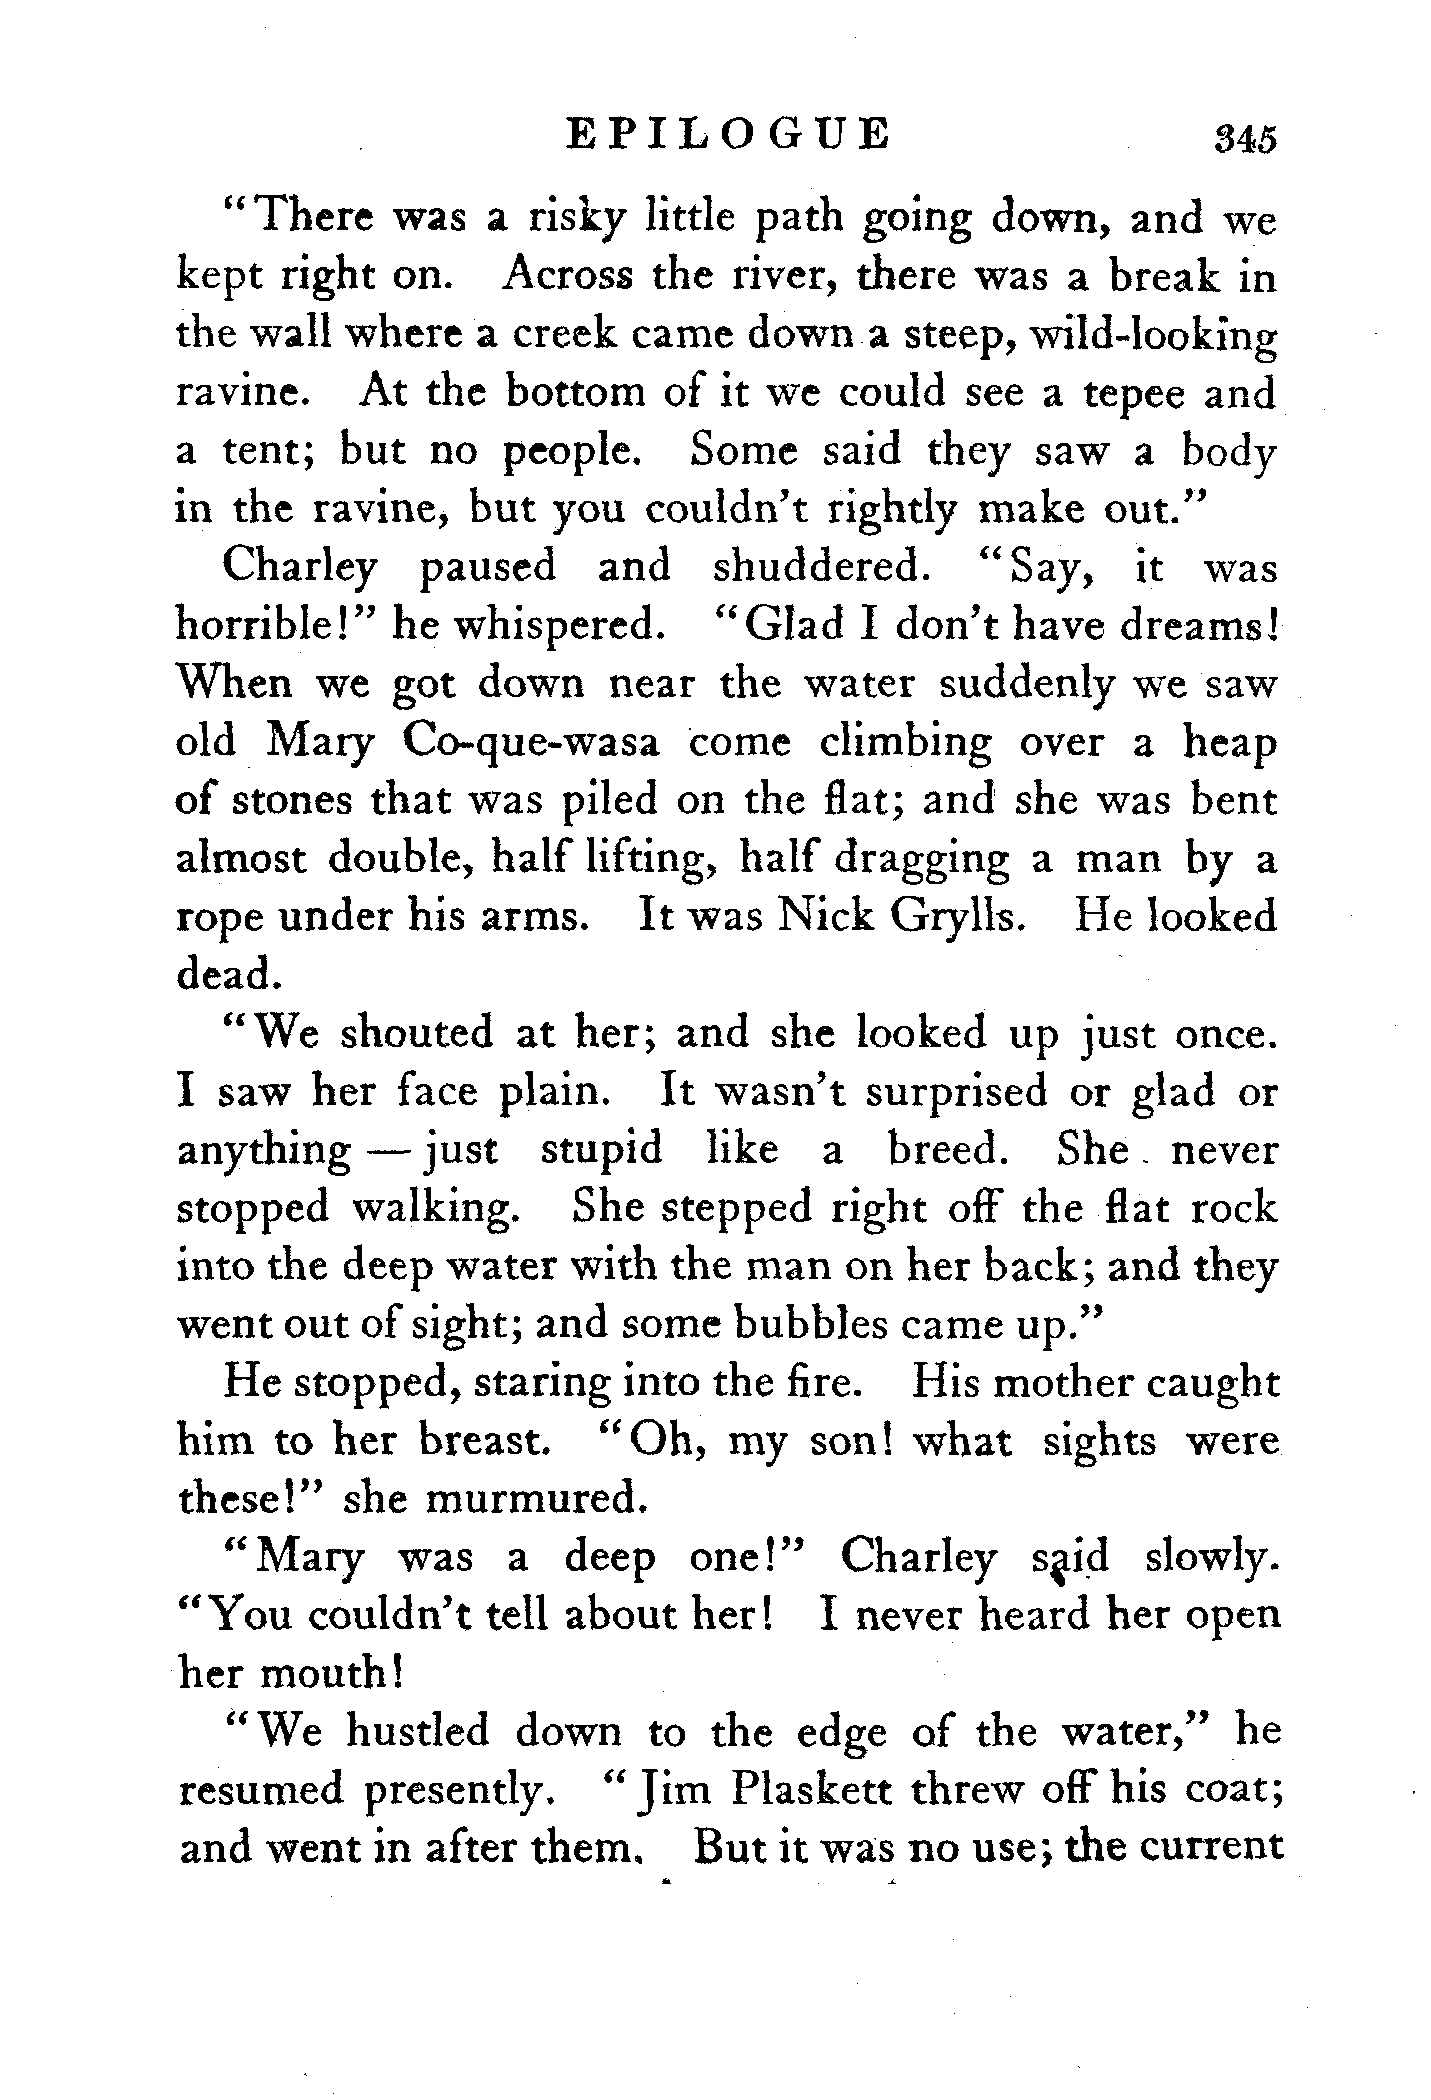 EPILOGUE 345
“There was a risky little path going down, and we
kept right on. Across the river, there was a break in
the wall where a creek came down a steep, wild-looking
ravine. At the bottom of it we could see a tepee and
a tent; but no people. Some said they saw a body
in the ravine, but you couldn’t rightly make out.”
Charley paused and shuddered. “Say, it was
horrible!” he whispered. “Glad I don’t have dreams!
When we got down near the water suddenly we saw
old Mary Co-que-wasa come climbing over a heap
of stones that was piled on the flat; and she was bent
almost double, half lifting, half dragging a man by a
rope under his arms. It was Nick Grylls. He looked
dead.
“We shouted at her; and she looked up just once.
I saw her face plain. It wasn’t surprised or glad or
anything — just stupid like a breed. She never
stopped walking. She stepped right off the flat rock
into the deep water with the man on her back; and they
went out of sight; and some bubbles came up.”
He stopped, staring into the fire. His mother caught
him to her breast. “Oh, my son! what sights were
these!” she murmured.
“Mary was a deep one!” Charley said slowly.
“You couldn’t tell about her! I never heard her open
her mouth!
“We hustled down to the edge of the water,” he
resumed presently. “Jim Plaskett threw off his coat;
and went in after them. But it was no use; the current